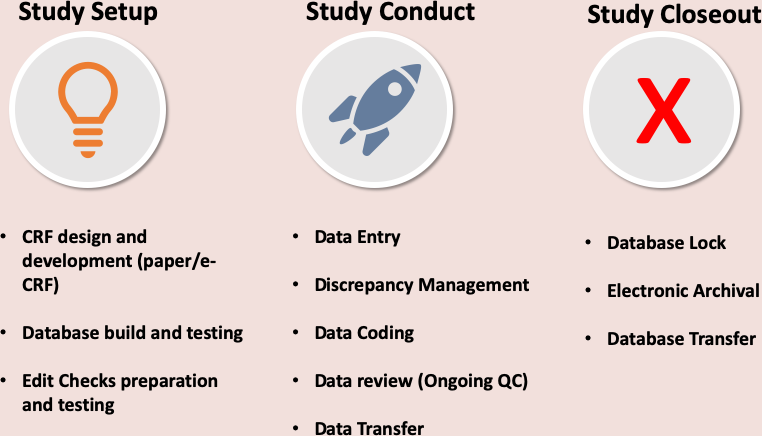 Study Setup
Study Conduct
Study Closeout
X
• CRF design and
development (paper/e-
CRF)
• Database build and testing
• Edit Checks preparation
and testing
• Data Entry
• Discrepancy Management
• Data Coding
• Data review (Ongoing QC)
• Data Transfer
• Database Lock
• Electronic Archival
• Database Transfer